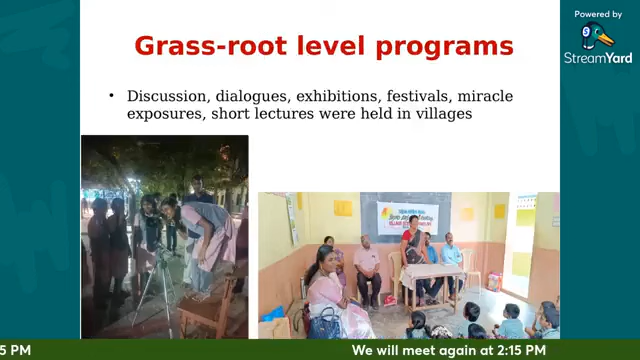 Powered by
StreamYard
Grass-root level programs
• Discussion, dialogues, exhibitions, festivals, miracle
exposures, short lectures were held in villages
5 PM
We will meet again at 2:15 PM